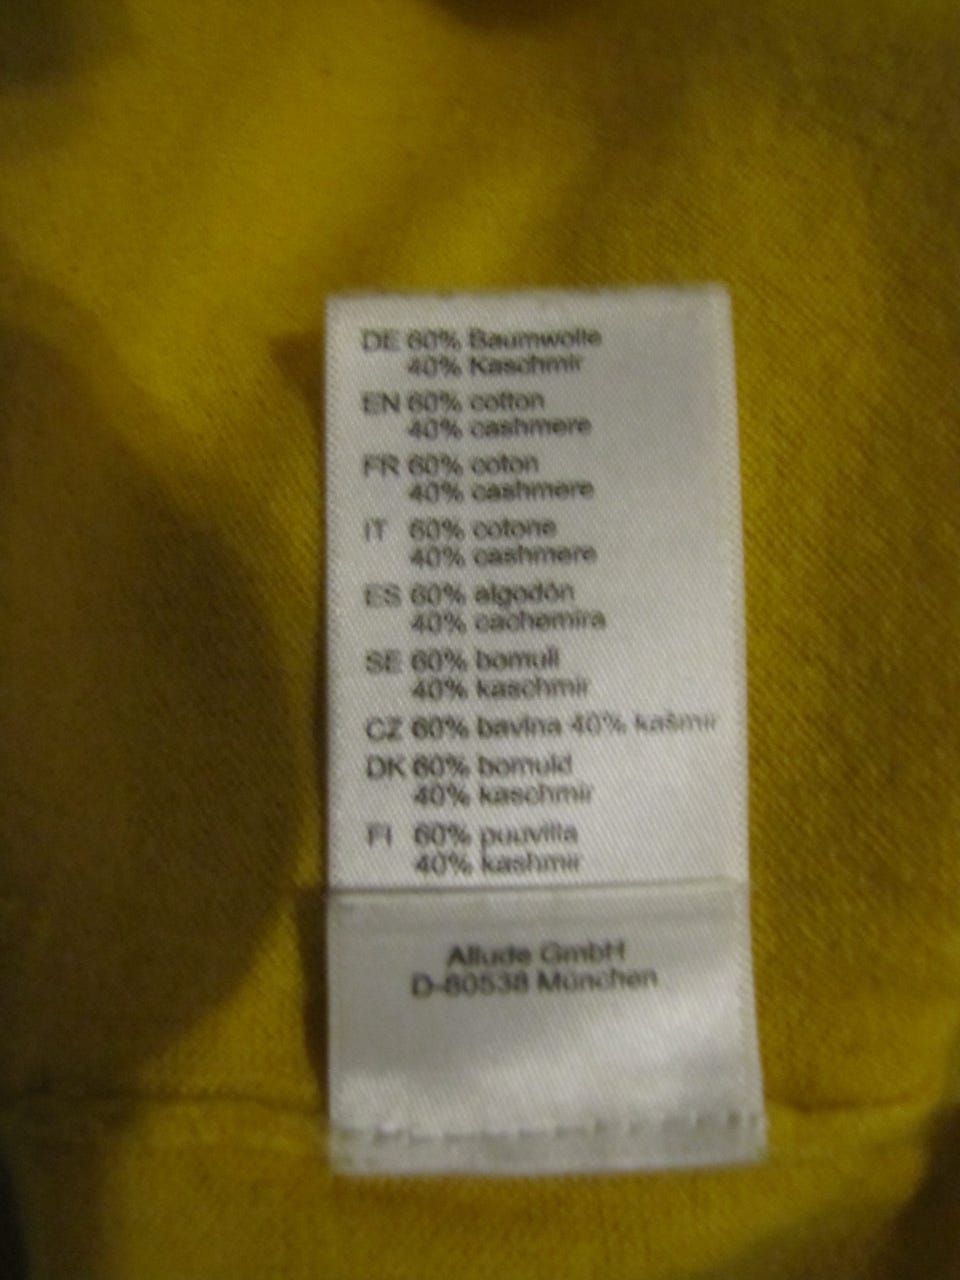 DE 60% Baumwolle
40% Kaschmir
EN 60% cotton
40% cashmere
FR 60% coton
40% cashmere
IT 60% cotone
40% cashmere
ES 60% algodón
40% cachemira
SE 60% bomull
40% kaschmir
CZ 60% bavlna 40% kašmir
DK 60% bomuld
40% kaschmir
FI 60% puuvilla
40% kashmir
Allude GmbH
D-80538 München